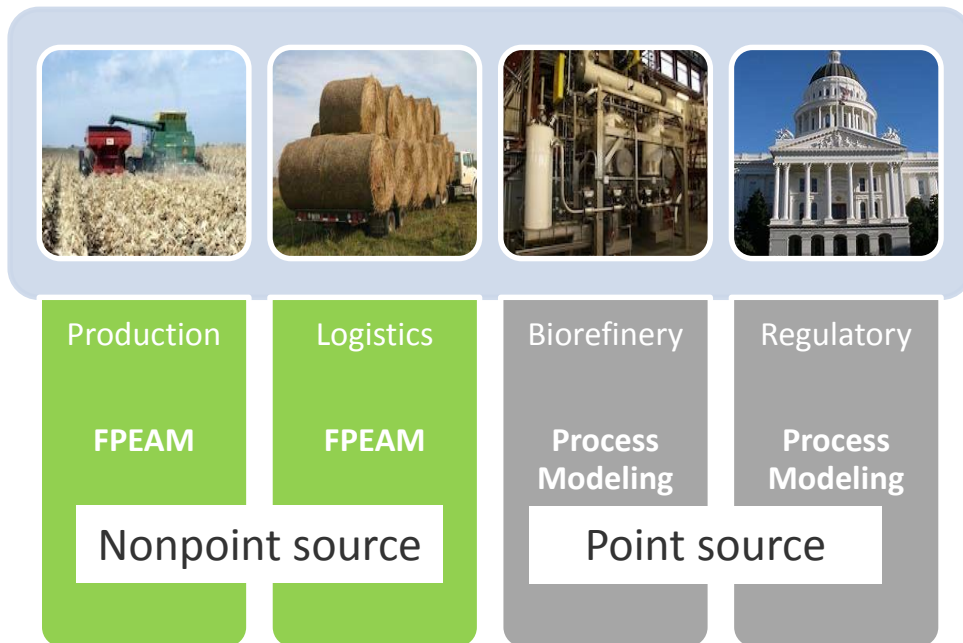 Production
Logistics
Biorefinery
Regulatory
FPEAM
FPEAM
Process
Modeling
Process
Modeling
Nonpoint source
Point source